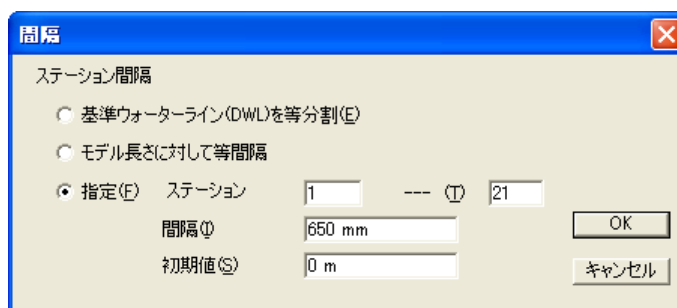 間隔
ステーション間隔
基準ウォーターライン(DWL)を等分割(E)
モデル長さに対して等間隔
指定(F) ステーション 1 --- (T) 21
間隔(I) 650 mm
OK
初期値(S) 0 m
キャンセル